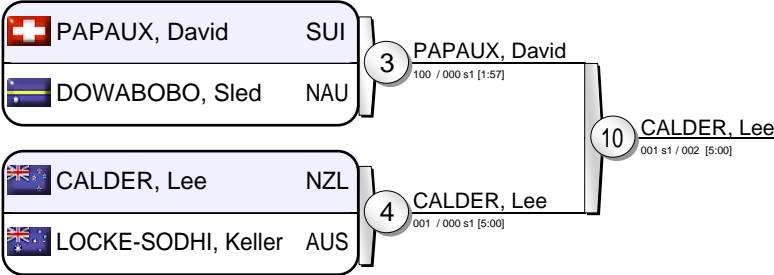 PAPAUX, David SUI
DOWABOBO, Sled NAU
3
PAPAUX, David
100 / 000 s1 [1:57]
10
CALDER, Lee
001 s1 / 002 [5:00]
CALDER, Lee NZL
LOCKE-SODHI, Keller AUS
4
CALDER, Lee
001 / 000 s1 [5:00]